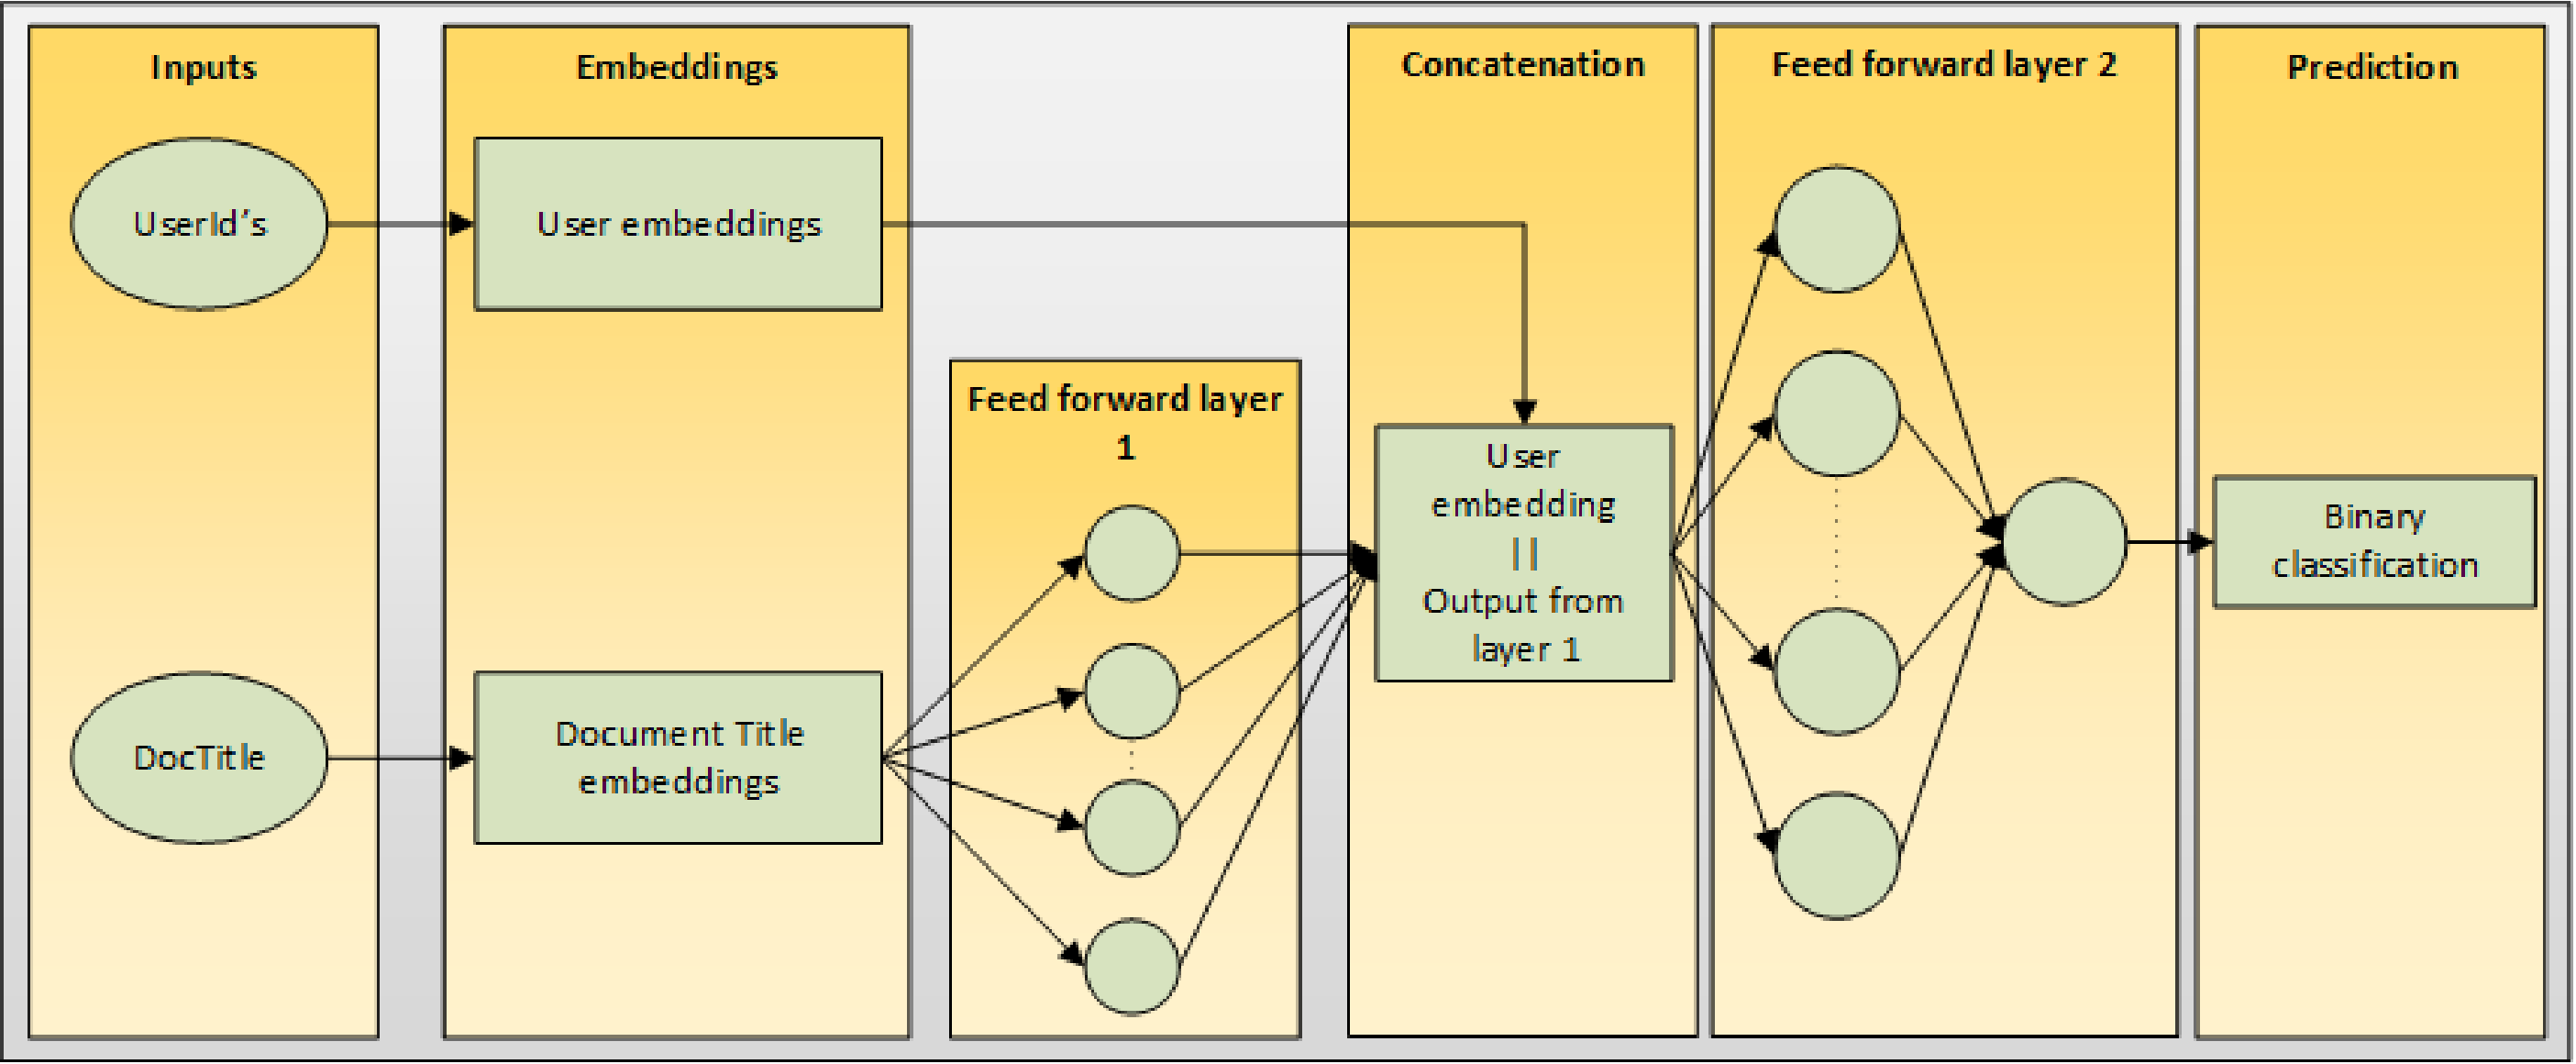 Inputs
UserId's
DocTitle
Embeddings
User embeddings
Document Title
embeddings
Feed forward layer
1
Concatenation
User
embedding
||
Output from
layer 1
Feed forward layer 2
Prediction
Binary
classification